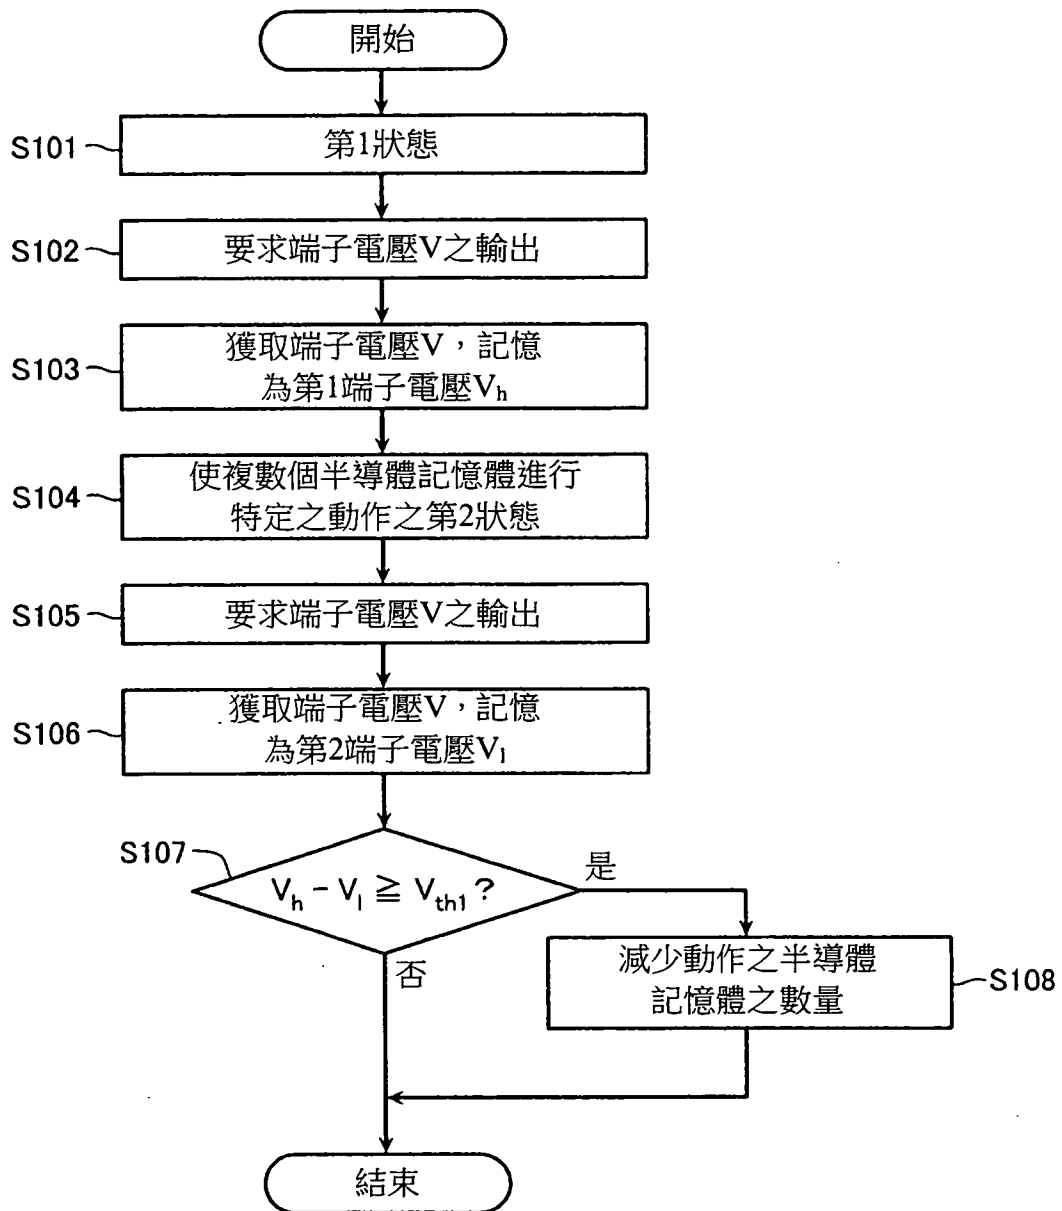 開始
S101
第1狀態
S102
要求端子電壓V之輸出
S103
獲取端子電壓V，記憶
為第1端子電壓Vh
S104
使複數個半導體記憶體進行
特定之動作之第2狀態
S105
要求端子電壓V之輸出
S106
獲取端子電壓V，記憶
為第2端子電壓Vl
S107
Vh - Vl ≧ Vth1 ?
是
否
減少動作之半導體
記憶體之數量
S108
結束